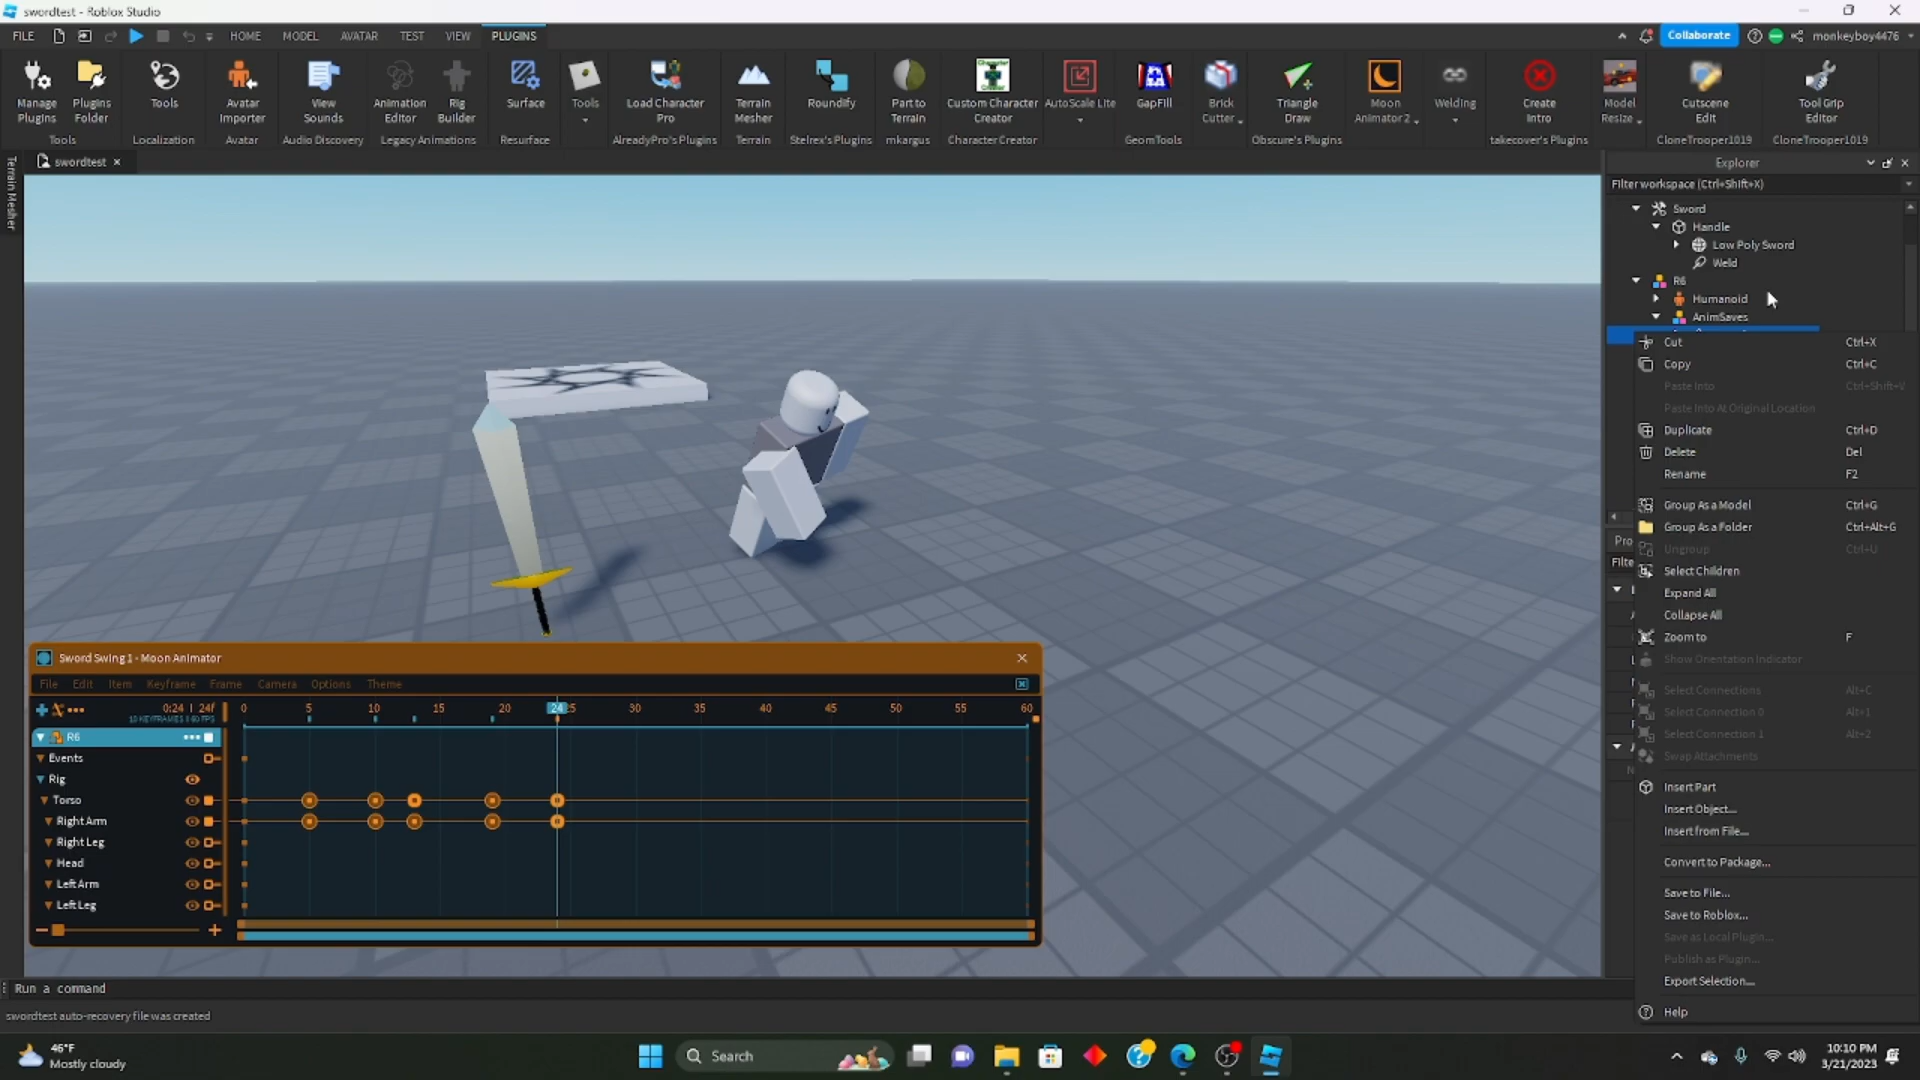 swordtest - Roblox Studio
FILE HOME MODEL AVATAR TEST VIEW PLUGINS Collaborate monkeyboy4476
Manage Plugins
Plugins Folder
Tools
Avatar Importer
View Sounds
Animation Editor
Rig Builder
Surface
Tools
Load Character Pro
Terrain Mesher
Roundify
Part to Terrain
Custom Character Creator
AutoScale Lite
GapFill
Brick Cutter
Triangle Draw
Moon Animator 2
Welding
Create Intro
Model Resize
Cutscene Edit
Tool Grip Editor
Tools Localization Avatar Audio Discovery Legacy Animations Resurface AlreadyPro's Plugins Terrain Stelrex's Plugins mkargus CharacterCreator GeomTools Obscure's Plugins takecover's Plugins CloneTrooper1019 CloneTrooper1019
Terrain Mesher
swordtest
Explorer
Filter workspace (Ctrl+Shift+X)
Sword
Handle
Low Poly Sword
Weld
R6
Humanoid
AnimSaves
Cut Ctrl+X
Copy Ctrl+C
Paste Into Ctrl+Shift+V
Paste Into At Original Location
Duplicate Ctrl+D
Delete Del
Rename F2
Group As a Model Ctrl+G
Group As a Folder Ctrl+Alt+G
Ungroup Ctrl+U
Select Children
Expand All
Collapse All
Zoom to F
Show Orientation Indicator
Select Connections Alt+C
Select Connection 0 Alt+1
Select Connection 1 Alt+2
Swap Attachments
Insert Part
Insert Object...
Insert from File...
Convert to Package...
Save to File...
Save to Roblox...
Save as Local Plugin...
Publish as Plugin...
Export Selection...
Help
Pro
Filte
Sword Swing 1 - Moon Animator
File Edit Item Keyframe Frame Camera Options Theme
0:24 | 24f
0 5 10 15 20 24 25 30 35 40 45 50 55 60
R6
Events
Rig
Torso
Right Arm
Right Leg
Head
Left Arm
Left Leg
Run a command
swordtest auto-recovery file was created
46°F
Mostly cloudy
Search
10:10 PM
3/21/2023